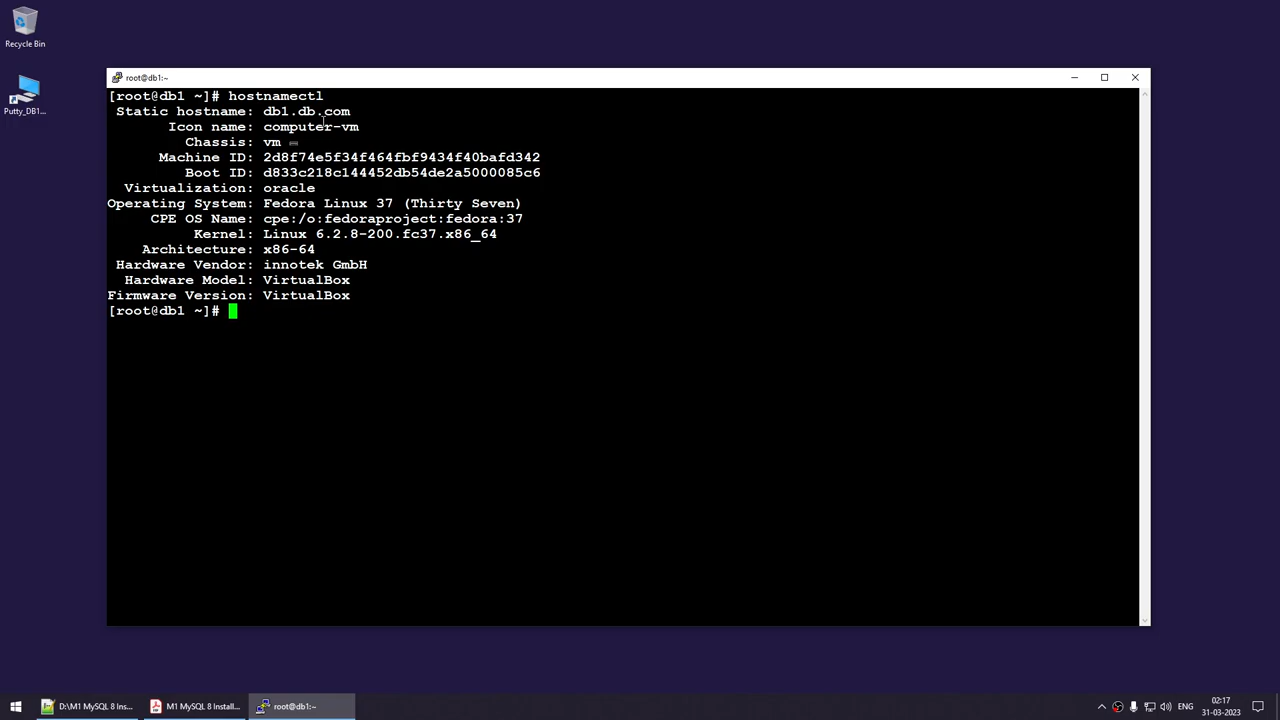 Recycle Bin
Putty_DB1...
root@db1:~
[root@db1 ~]# hostnamectl
Static hostname: db1.db.com
Icon name: computer-vm
Chassis: vm
Machine ID: 2d8f74e5f34f464fbf9434f40bafd342
Boot ID: d833c218c144452db54de2a5000085c6
Virtualization: oracle
Operating System: Fedora Linux 37 (Thirty Seven)
CPE OS Name: cpe:/o:fedoraproject:fedora:37
Kernel: Linux 6.2.8-200.fc37.x86_64
Architecture: x86-64
Hardware Vendor: innotek GmbH
Hardware Model: VirtualBox
Firmware Version: VirtualBox
[root@db1 ~]#
D:\M1 MySQL 8 Ins...
M1 MySQL 8 Install...
root@db1:~
ENG
02:17
31-03-2023